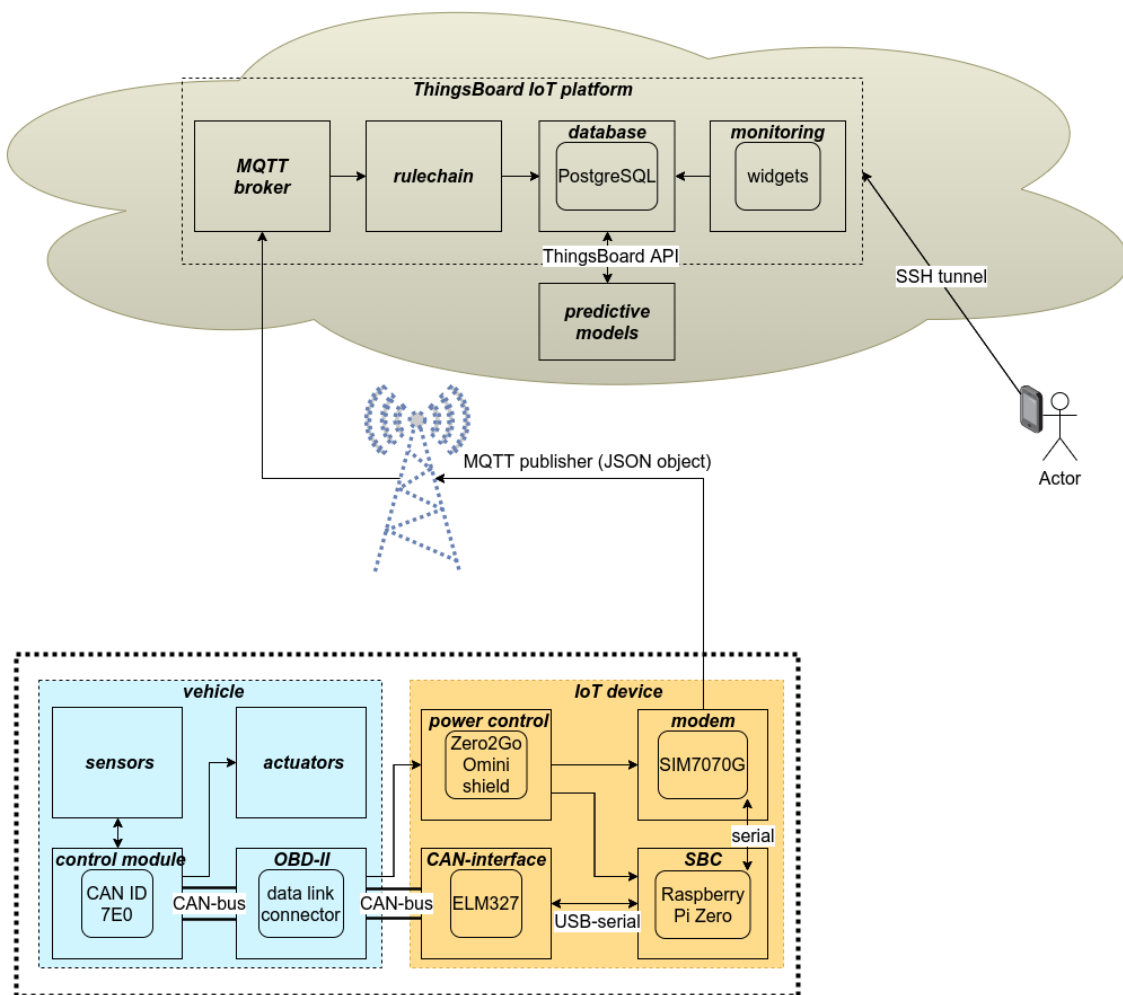 ThingsBoard IoT platform
MQTT
broker
rulechain
database
PostgreSQL
monitoring
widgets
ThingsBoard API
predictive
models
SSH tunnel
Actor
MQTT publisher (JSON object)
vehicle
sensors
actuators
control module
CAN ID
7E0
CAN-bus
OBD-II
data link
connector
CAN-bus
IoT device
power control
Zero2Go
Omini
shield
modem
SIM7070G
serial
CAN-interface
ELM327
USB-serial
SBC
Raspberry
Pi Zero